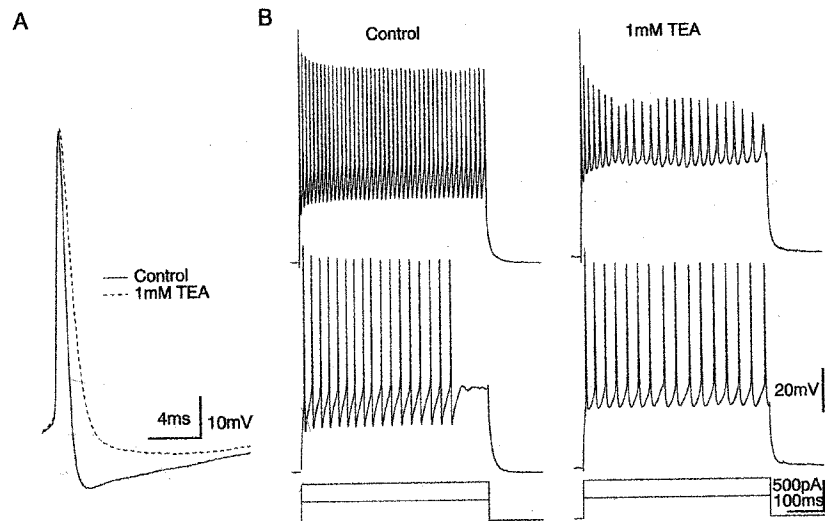 A
B
Control
1mM TEA
Control
1mM TEA
4ms
10mV
20mV
500pA
100ms